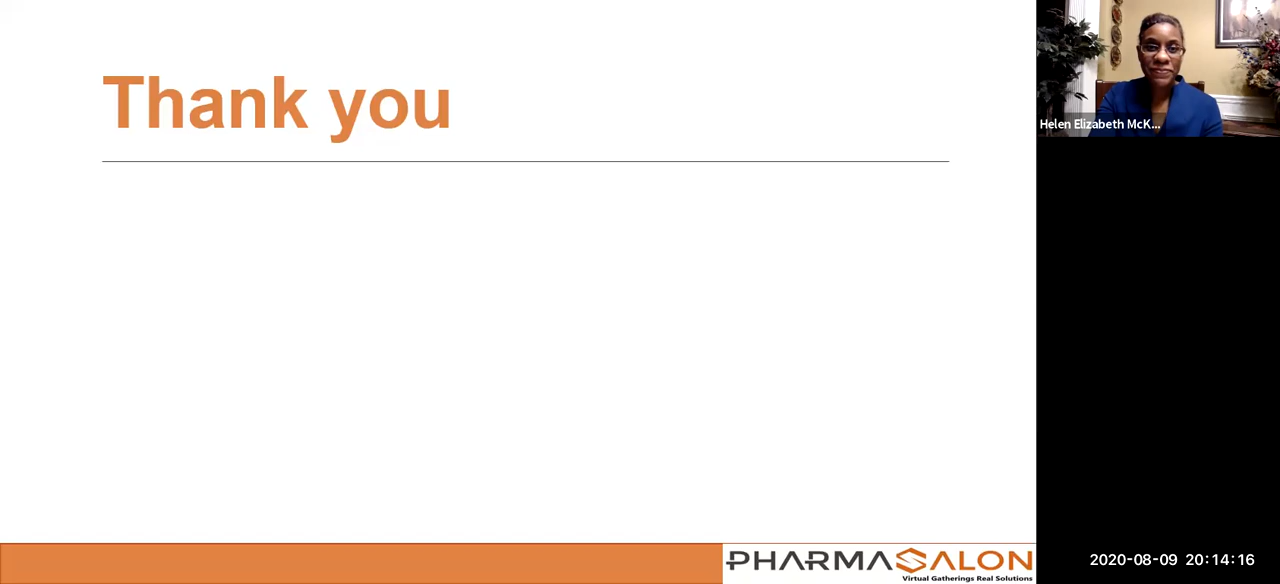 Thank you
Helen Elizabeth McK...
PHARMASALON
Virtual Gatherings Real Solutions
2020-08-09 20:14:16